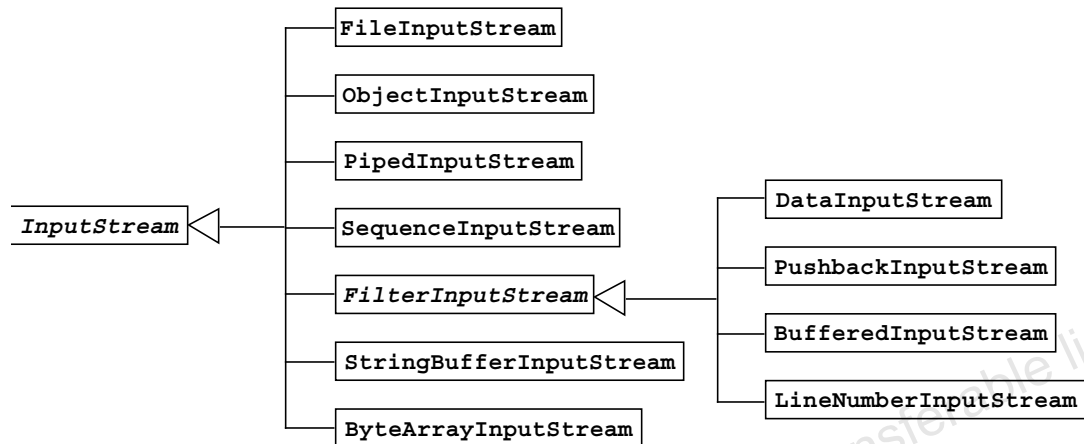 FileInputStream
ObjectInputStream
PipedInputStream
InputStream
SequenceInputStream
FilterInputStream
StringBufferInputStream
ByteArrayInputStream
DataInputStream
PushbackInputStream
BufferedInputStream
LineNumberInputStream